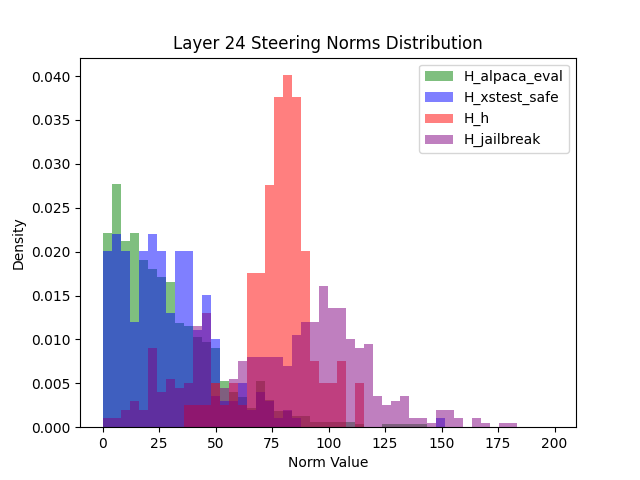 Layer 24 Steering Norms Distribution
H_alpaca_eval
H_xstest_safe
H_h
H_jailbreak
0.040
0.035
0.030
0.025
0.020
0.015
0.010
0.005
0.000
Density
0 25 50 75 100 125 150 175 200
Norm Value